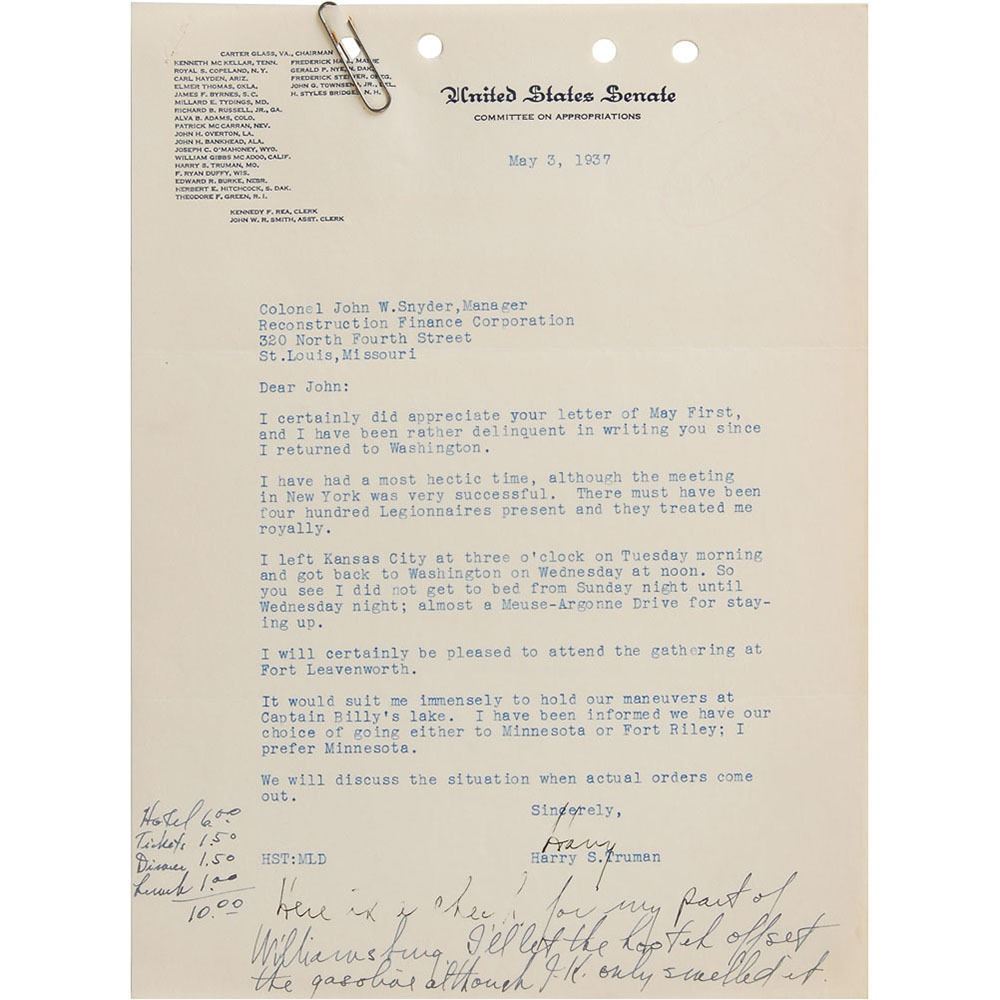 CARTER GLASS, VA., CHAIRMAN
KENNETH MC KELLAR, TENN.
ROYAL S. COPELAND, N. Y.
CARL HAYDEN, ARIZ.
ELMER THOMAS, OKLA.
JAMES F. BYRNES, S. C.
MILLARD E. TYDINGS, MD.
RICHARD B. RUSSELL, JR., GA.
ALVA B. ADAMS, COLO.
PATRICK MC CARRAN, NEV.
JOHN H. OVERTON, LA.
JOHN H. BANKHEAD, ALA.
JOSEPH C. O'MAHONEY, WYO.
WILLIAM GIBBS MC ADOO, CALIF.
HARRY S. TRUMAN, MO.
F. RYAN DUFFY, WIS.
EDWARD R. BURKE, NEBR.
HERBERT E. HITCHCOCK, S. DAK.
THEODORE F. GREEN, R. I.
FREDERICK HALE, MAINE
GERALD P. NYE, N. DAK.
FREDERICK STEIWER, OREG.
JOHN G. TOWNSEND, JR., DEL.
H. STYLES BRIDGES, N. H.
KENNEDY F. REA, CLERK
JOHN W. R. SMITH, ASST. CLERK
United States Senate
COMMITTEE ON APPROPRIATIONS
May 3, 1937
Colonel John W.Snyder,Manager
Reconstruction Finance Corporation
320 North Fourth Street
St.Louis,Missouri
Dear John:
I certainly did appreciate your letter of May First,
and I have been rather delinquent in writing you since
I returned to Washington.
I have had a most hectic time, although the meeting
in New York was very successful. There must have been
four hundred Legionnaires present and they treated me
royally.
I left Kansas City at three o'clock on Tuesday morning
and got back to Washington on Wednesday at noon. So
you see I did not get to bed from Sunday night until
Wednesday night; almost a Meuse-Argonne Drive for stay-
ing up.
I will certainly be pleased to attend the gathering at
Fort Leavenworth.
It would suit me immensely to hold our maneuvers at
Captain Billy's lake. I have been informed we have our
choice of going either to Minnesota or Fort Riley; I
prefer Minnesota.
We will discuss the situation when actual orders come
out.
Sincerely,
Harry
HST:MLD
Harry S.Truman
Hotel 6.00
Tickets 1.50
Dinner 1.50
Lunch 1.00
10.00
Here is a check for my part of
Williamsburg. I'll let the hootch offset
the gasoline although J.K. only smelled it.